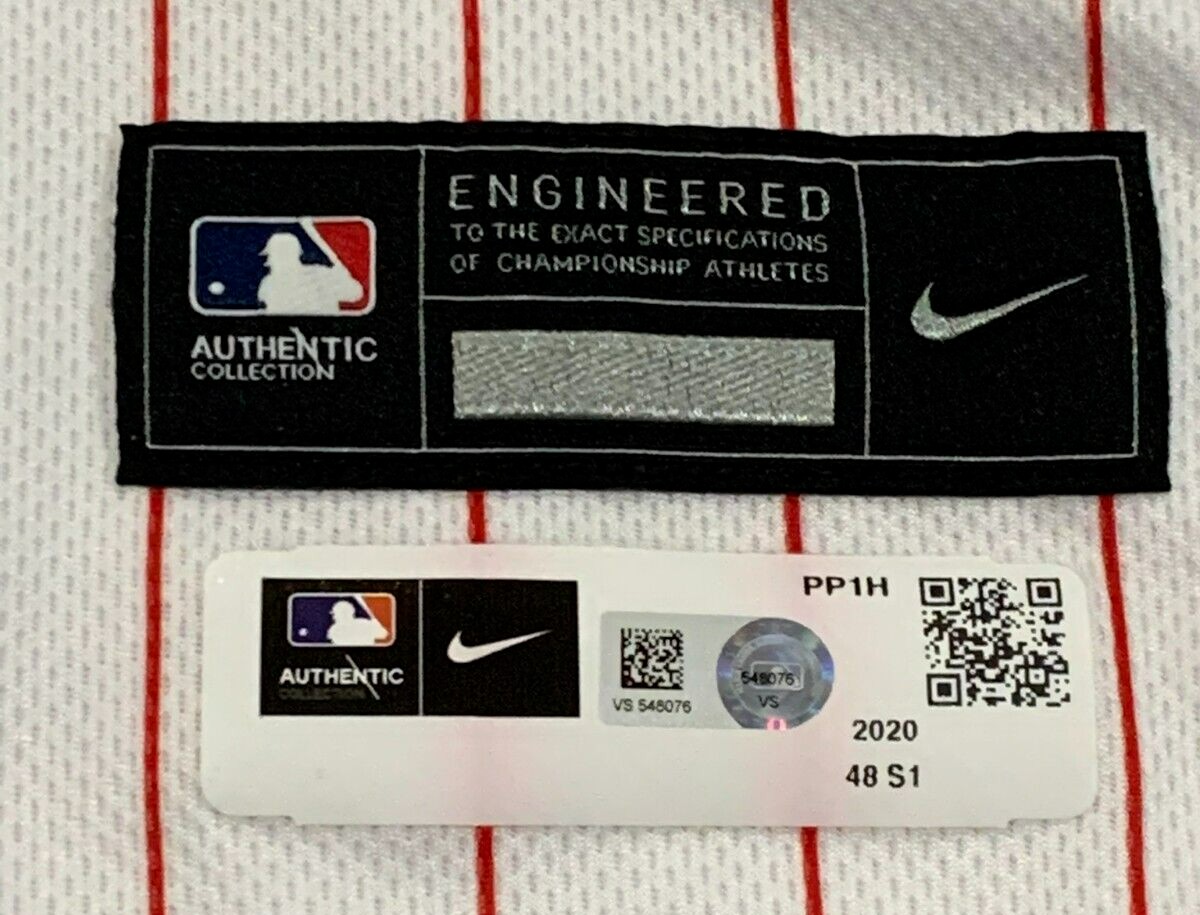 ENGINEERED
TO THE EXACT SPECIFICATIONS
OF CHAMPIONSHIP ATHLETES
AUTHENTIC
COLLECTION
PP1H
AUTHENTIC
COLLECTION
VS 548076
548076
VS
2020
48 S1